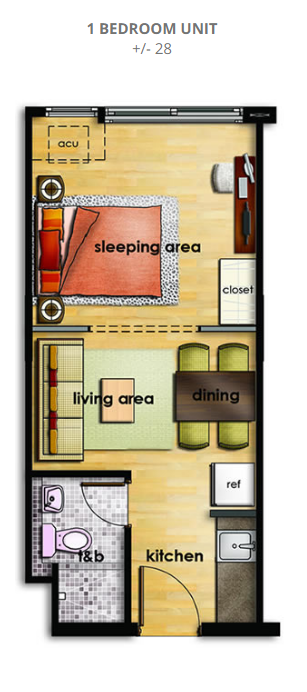 1 BEDROOM UNIT
+/- 28
acu
sleeping area
closet
living area
dining
ref
t&b
kitchen